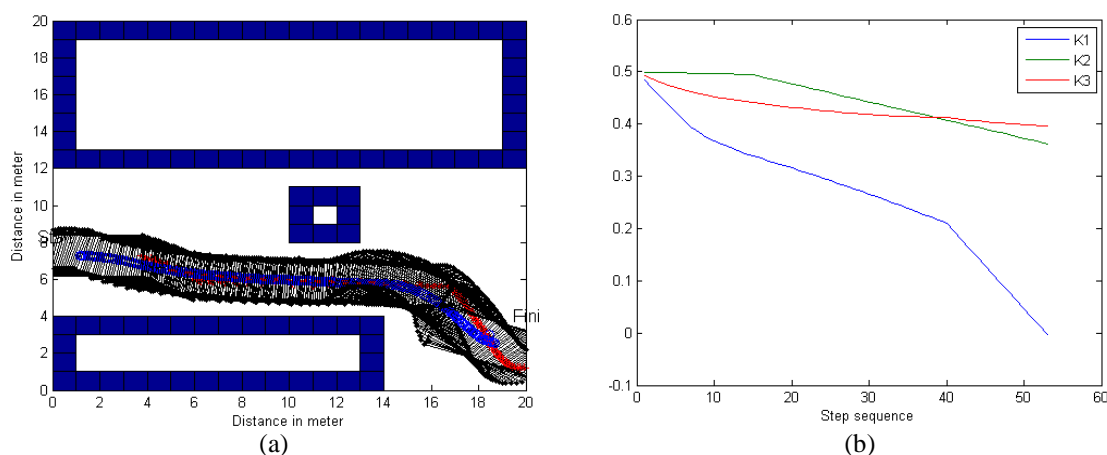 20
18
16
14
12
10
8
6
4
2
0
Distance in meter
S
Fini
0 2 4 6 8 10 12 14 16 18 20
Distance in meter
(a)
0.6
0.5
0.4
0.3
0.2
0.1
0
-0.1
K1
K2
K3
0 10 20 30 40 50 60
Step sequence
(b)